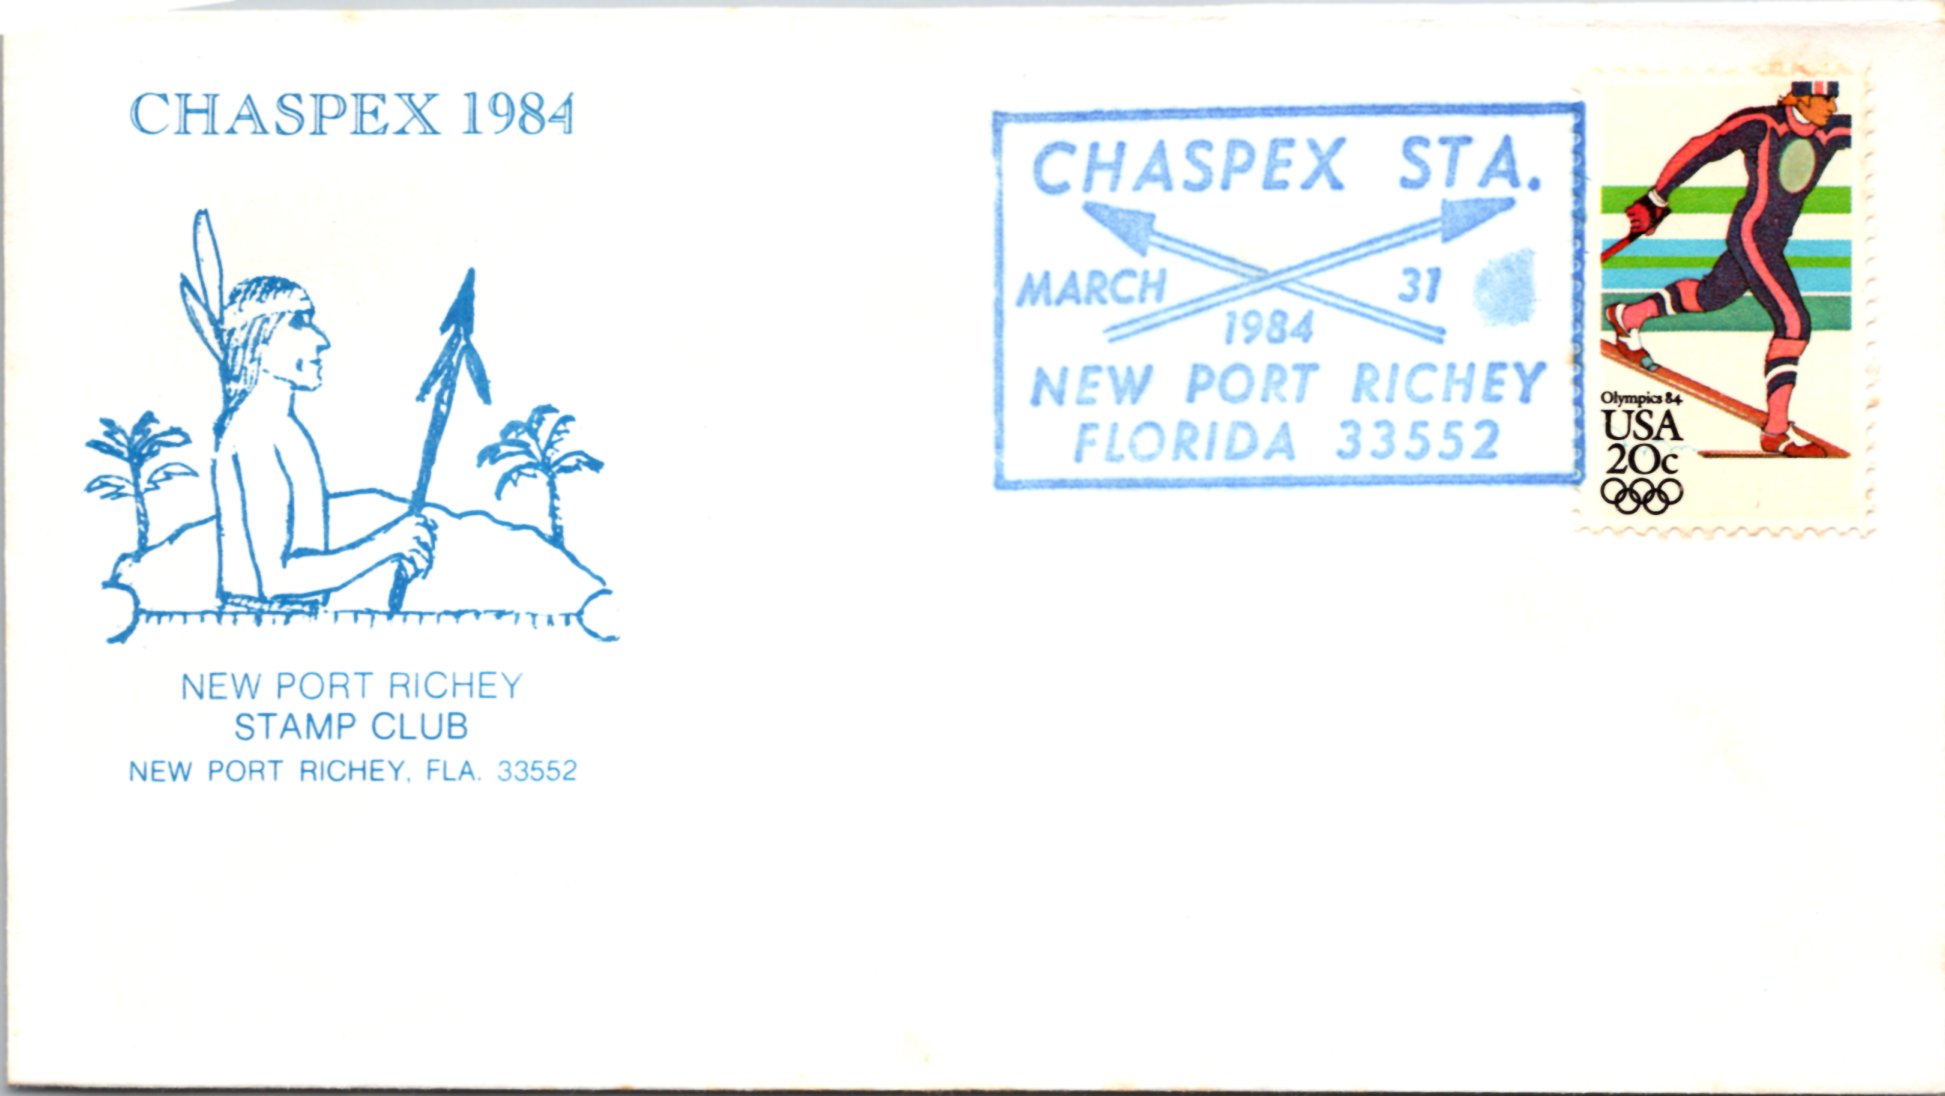 CHASPEX 1984
NEW PORT RICHEY
STAMP CLUB
NEW PORT RICHEY, FLA. 33552
CHASPEX STA.
MARCH 31
1984
NEW PORT RICHEY
FLORIDA 33552
Olympics 84
USA
20c